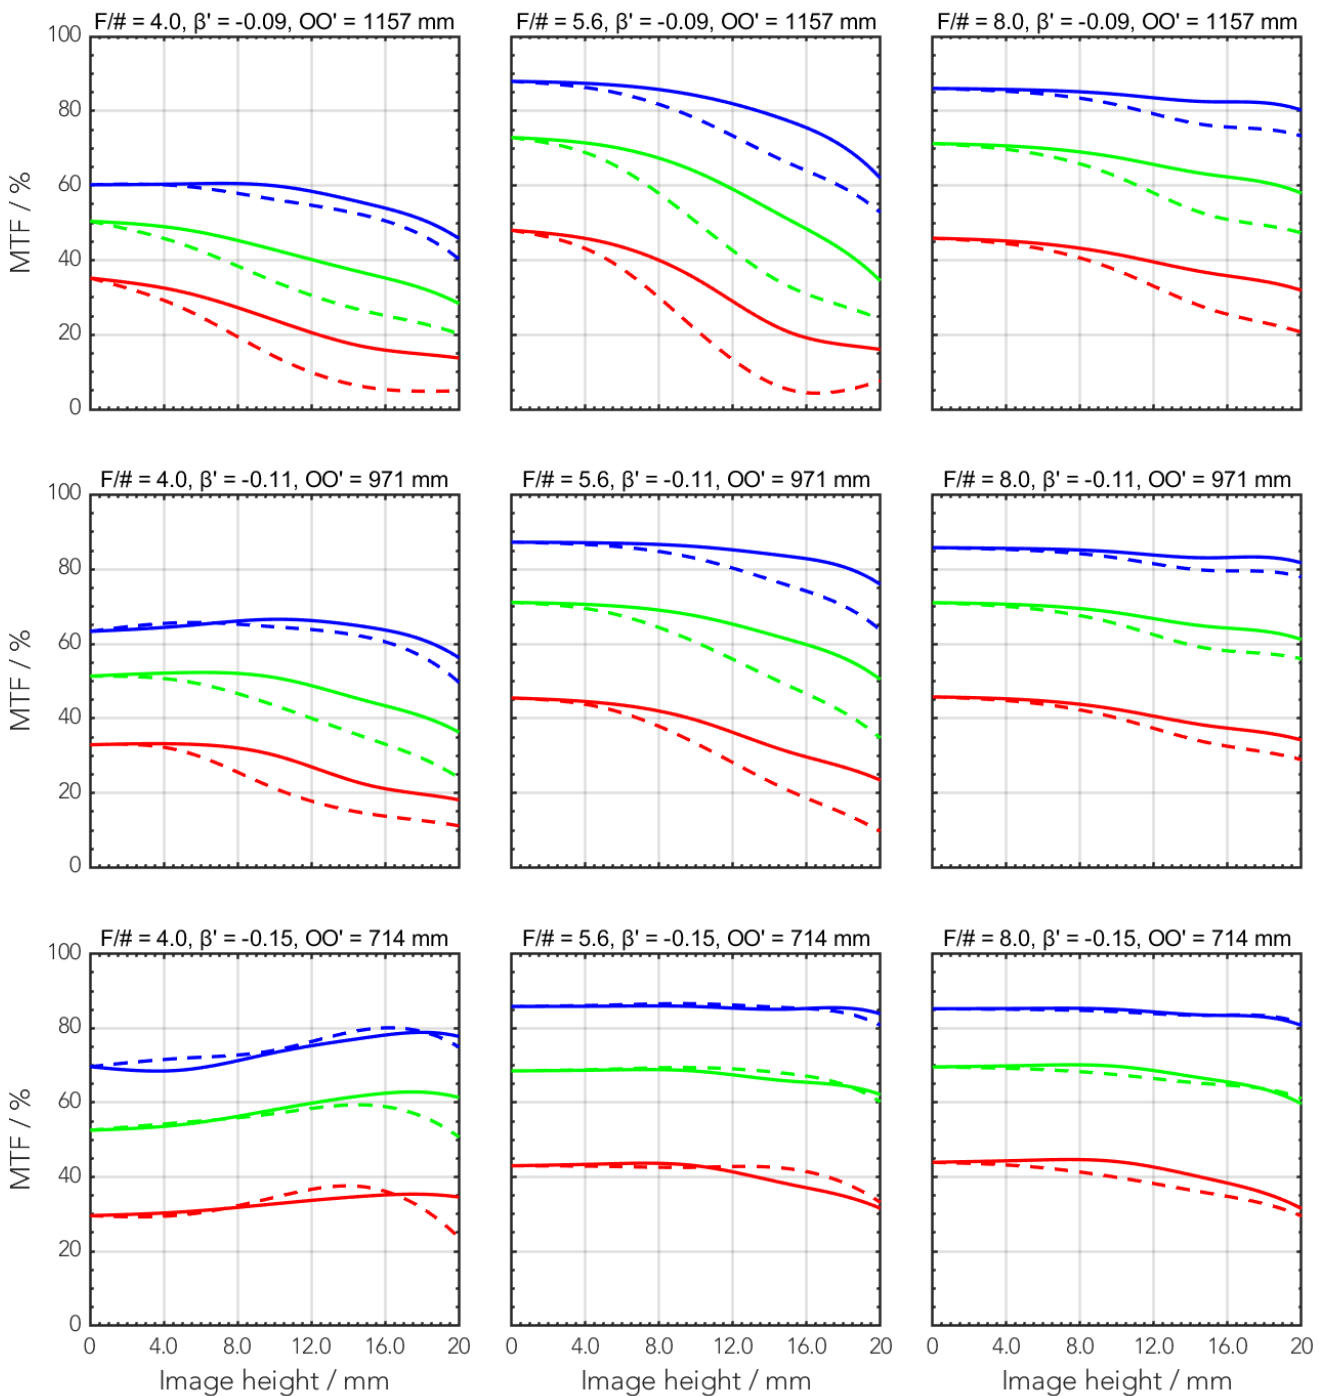 F/# = 4.0, β' = -0.09, OO' = 1157 mm
F/# = 5.6, β' = -0.09, OO' = 1157 mm
F/# = 8.0, β' = -0.09, OO' = 1157 mm
100
80
60
40
20
0
MTF / %
F/# = 4.0, β' = -0.11, OO' = 971 mm
F/# = 5.6, β' = -0.11, OO' = 971 mm
F/# = 8.0, β' = -0.11, OO' = 971 mm
100
80
60
40
20
0
MTF / %
F/# = 4.0, β' = -0.15, OO' = 714 mm
F/# = 5.6, β' = -0.15, OO' = 714 mm
F/# = 8.0, β' = -0.15, OO' = 714 mm
100
80
60
40
20
0
MTF / %
0 4.0 8.0 12.0 16.0 20
0 4.0 8.0 12.0 16.0 20
0 4.0 8.0 12.0 16.0 20
Image height / mm
Image height / mm
Image height / mm